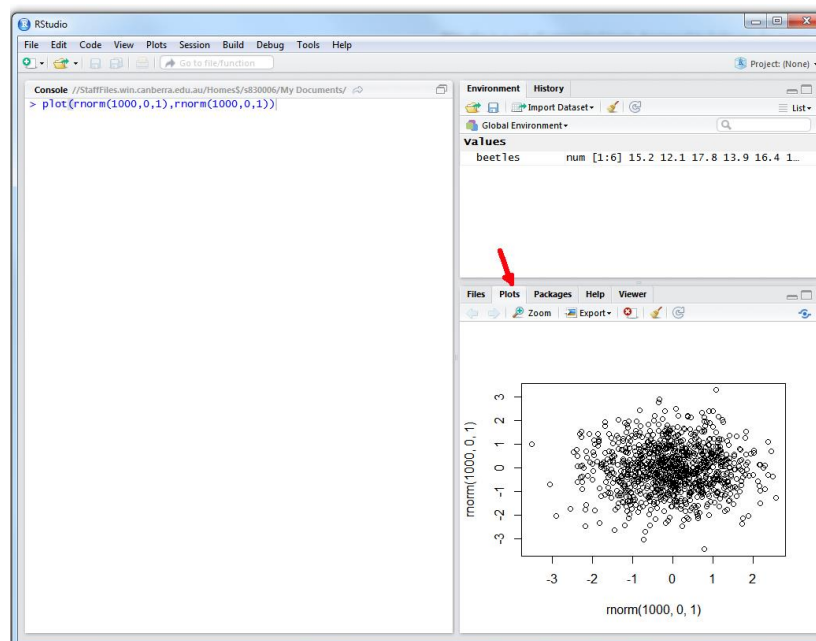 RStudio
File Edit Code View Plots Session Build Debug Tools Help
Go to file/function
Project: (None)
Console //StaffFiles.win.canberra.edu.au/Homes$/s830006/My Documents/
> plot(rnorm(1000,0,1),rnorm(1000,0,1))
Environment History
Import Dataset
List
Global Environment
Values
beetles num [1:6] 15.2 12.1 17.8 13.9 16.4 1…
Files Plots Packages Help Viewer
Zoom Export
rnorm(1000, 0, 1)
3
2
1
0
-1
-2
-3
-3 -2 -1 0 1 2
rnorm(1000, 0, 1)